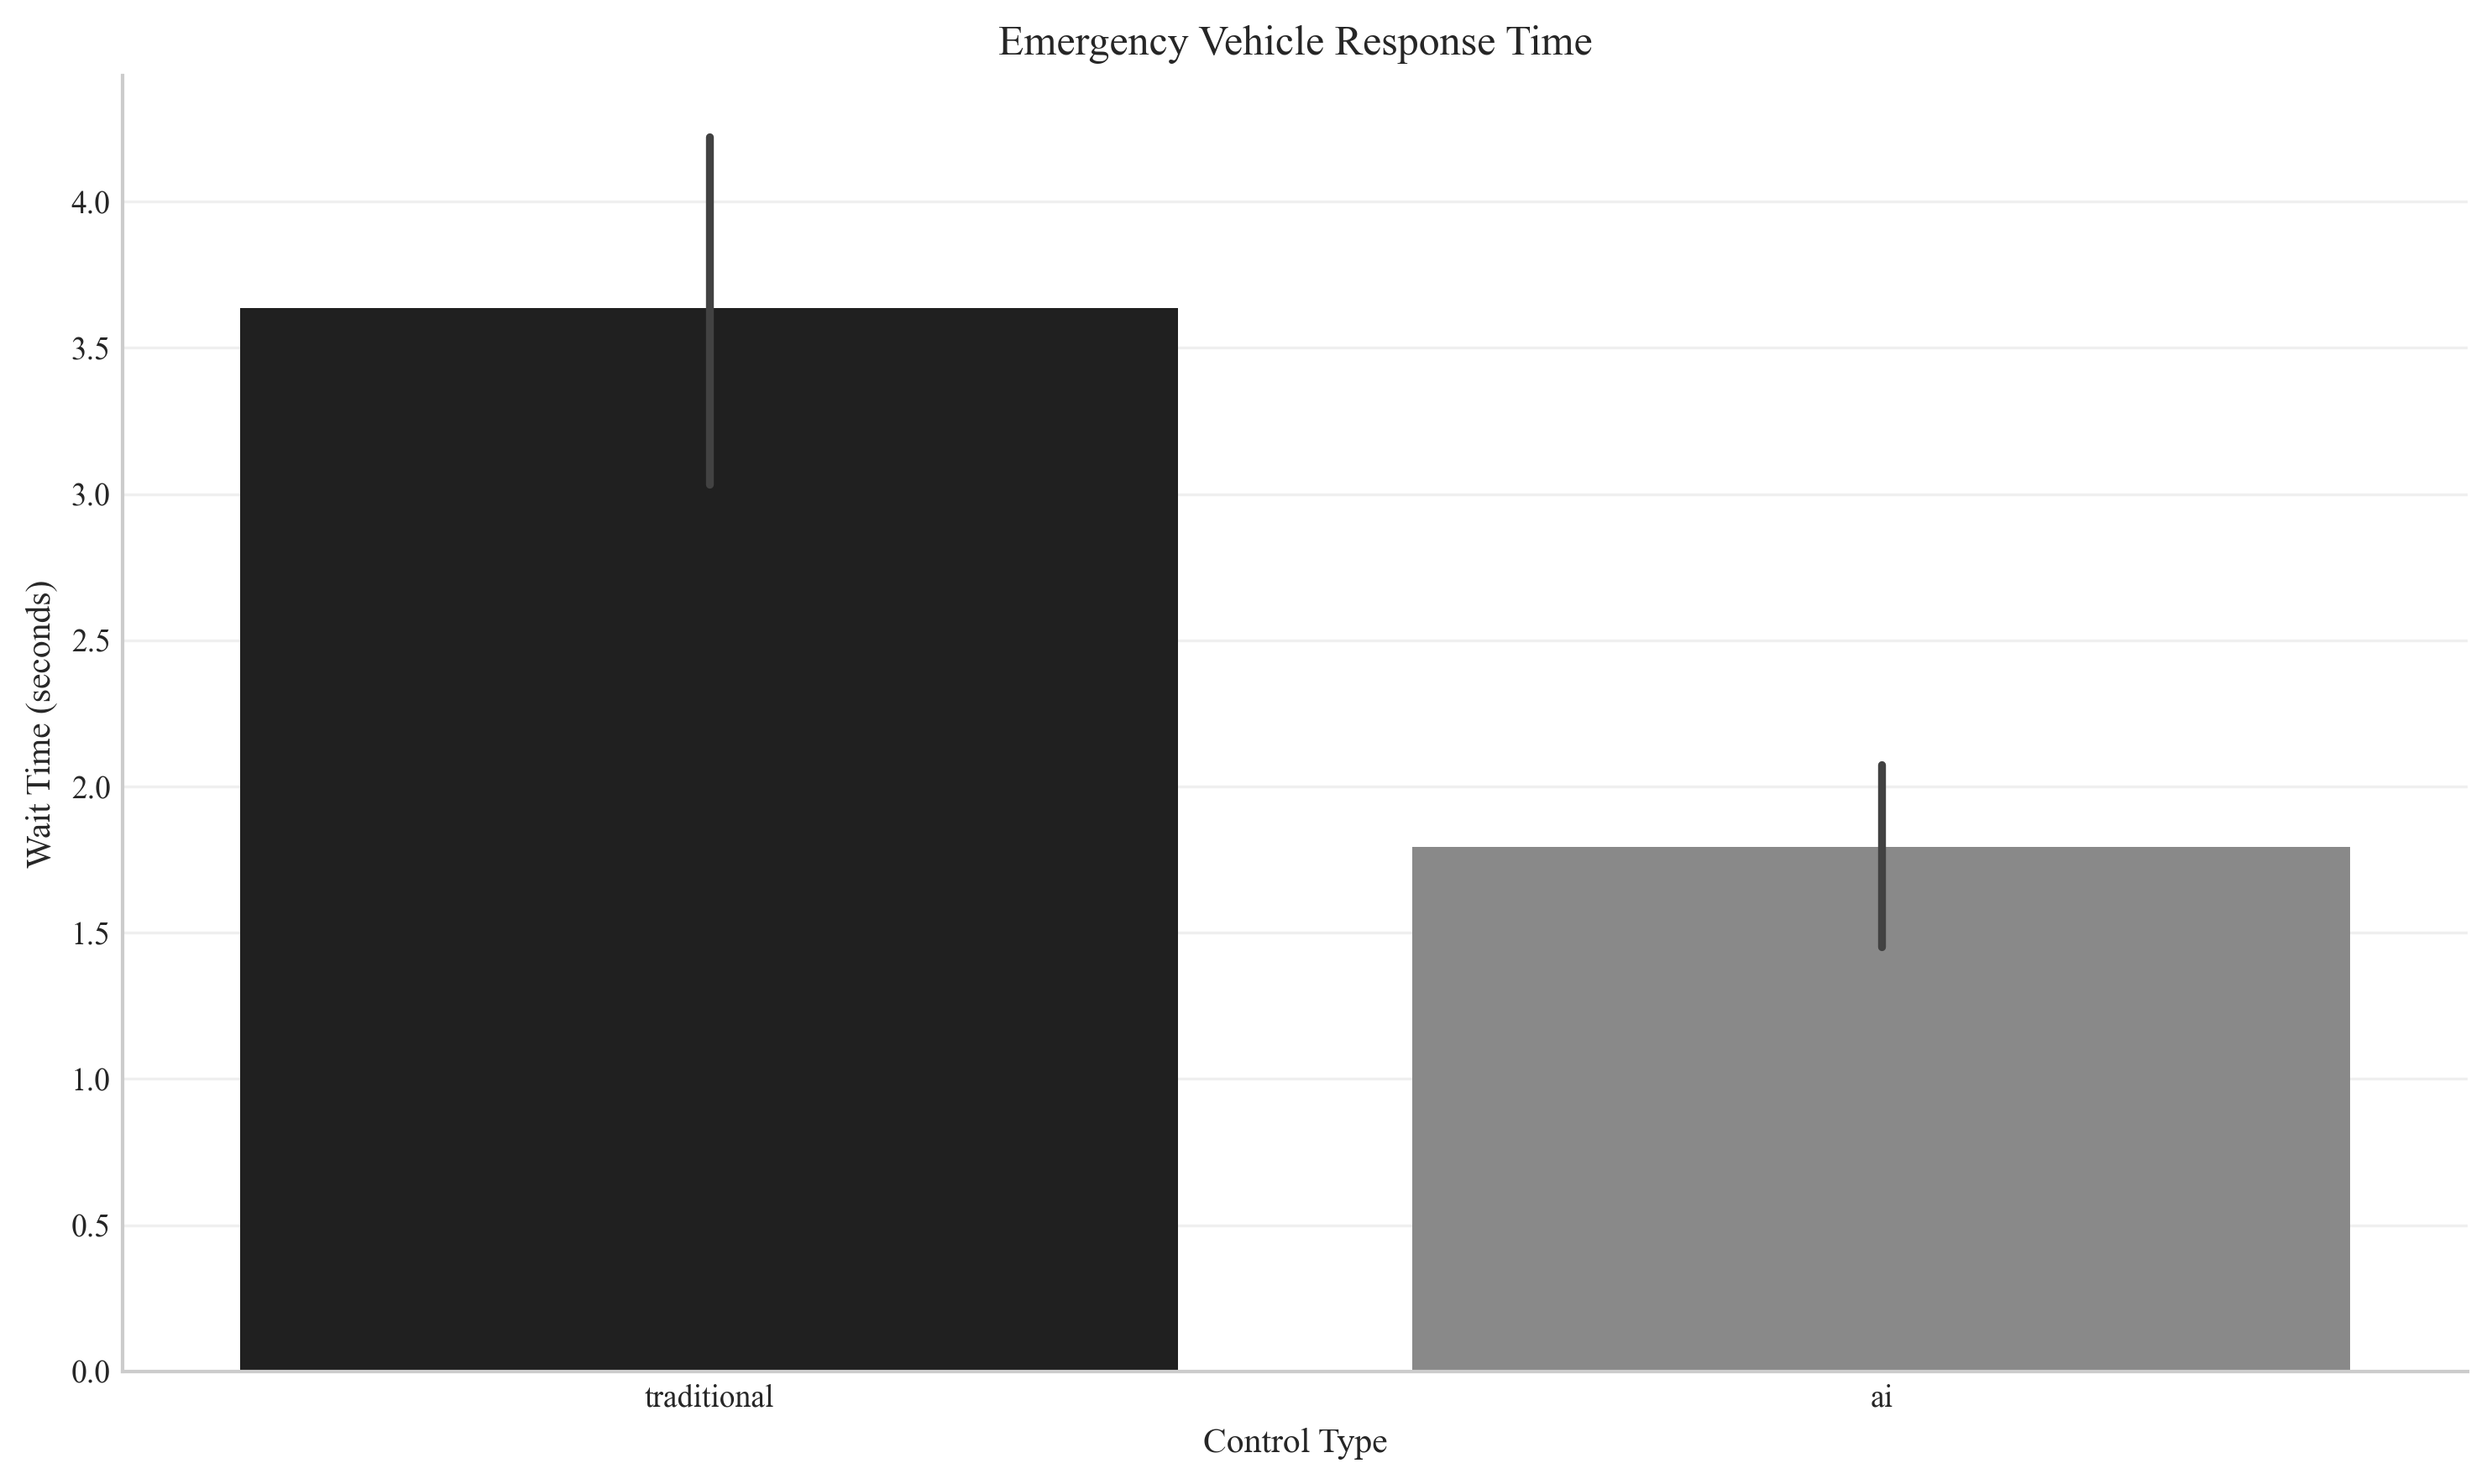 Emergency Vehicle Response Time
4.0
3.5
3.0
2.5
2.0
1.5
1.0
0.5
0.0
Wait Time (seconds)
traditional
ai
Control Type